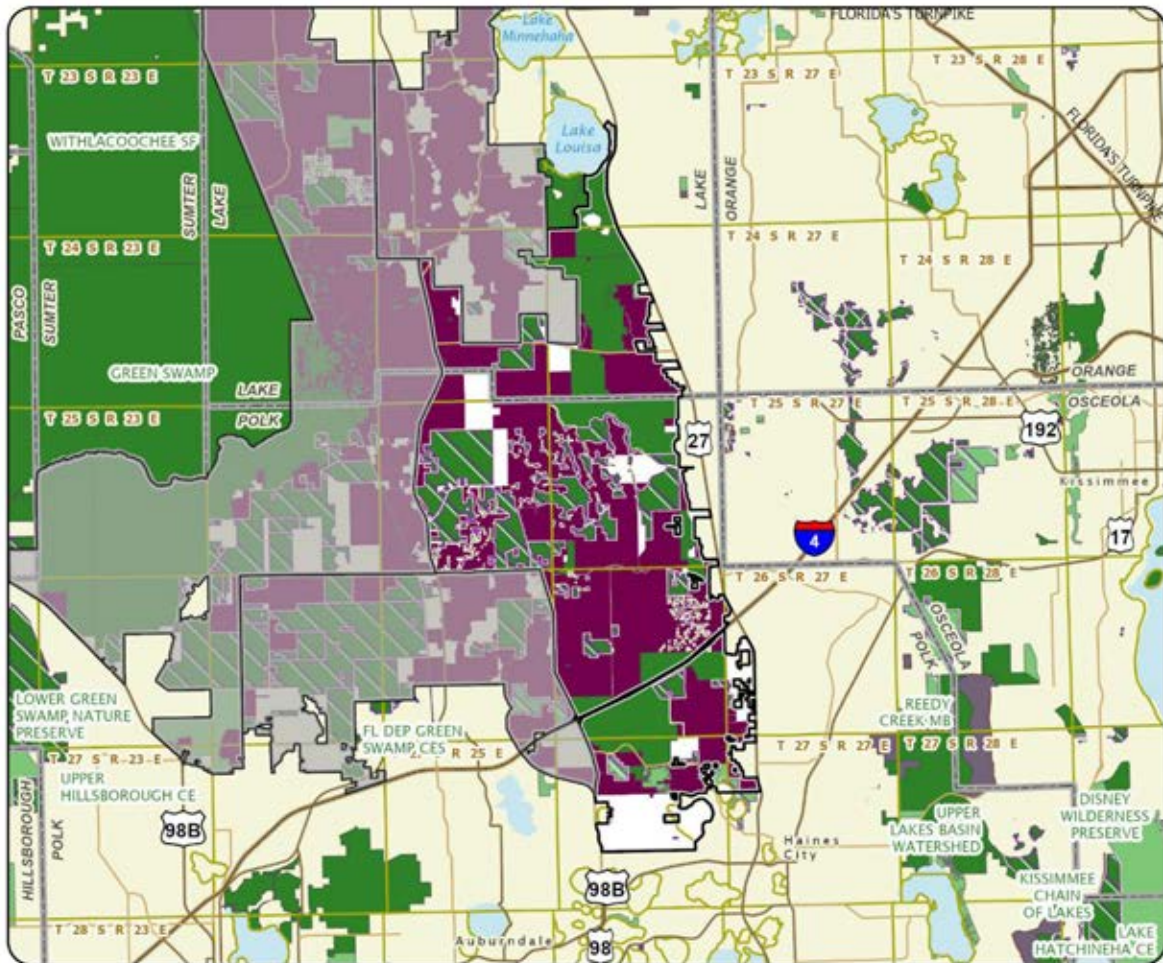 FLORIDA'S TURNPIKE
Lake
Minnehaha
T 23 S R 23 E
T 23 S R 27 E
T 23 S R 28 E
FLORIDA'S TURNPIKE
FLORIDA'S TURNPIKE
WITHLACOOCHEE SF
Lake
Louisa
SUMTER
LAKE
LAKE
ORANGE
T 24 S R 23 E
T 24 S R 27 E
T 24 S R 28 E
PASCO
SUMTER
GREEN SWAMP
LAKE
POLK
ORANGE
OSCEOLA
T 25 S R 23 E
T 25 S R 27 E
T 25 S R 28 E
27
192
Kissimmee
17
4
T 26 S R 27 E
T 26 S R 28 E
OSCEOLA
POLK
LOWER GREEN
SWAMP NATURE
PRESERVE
FL DEP GREEN
SWAMP CES
REEDY
CREEK-MB
T 27 S R 23 E
R 25 E
T 27 S R 27 E
T 27 S R 28 E
UPPER
HILLSBOROUGH CE
HILLSBOROUGH
POLK
98B
UPPER
LAKES BASIN
WATERSHED
DISNEY
WILDERNESS
PRESERVE
Haines
City
KISSIMMEE
CHAIN
OF LAKES
98B
T 28 S R 23 E
Auburndale
98
LAKE
HATCHINEHA CE